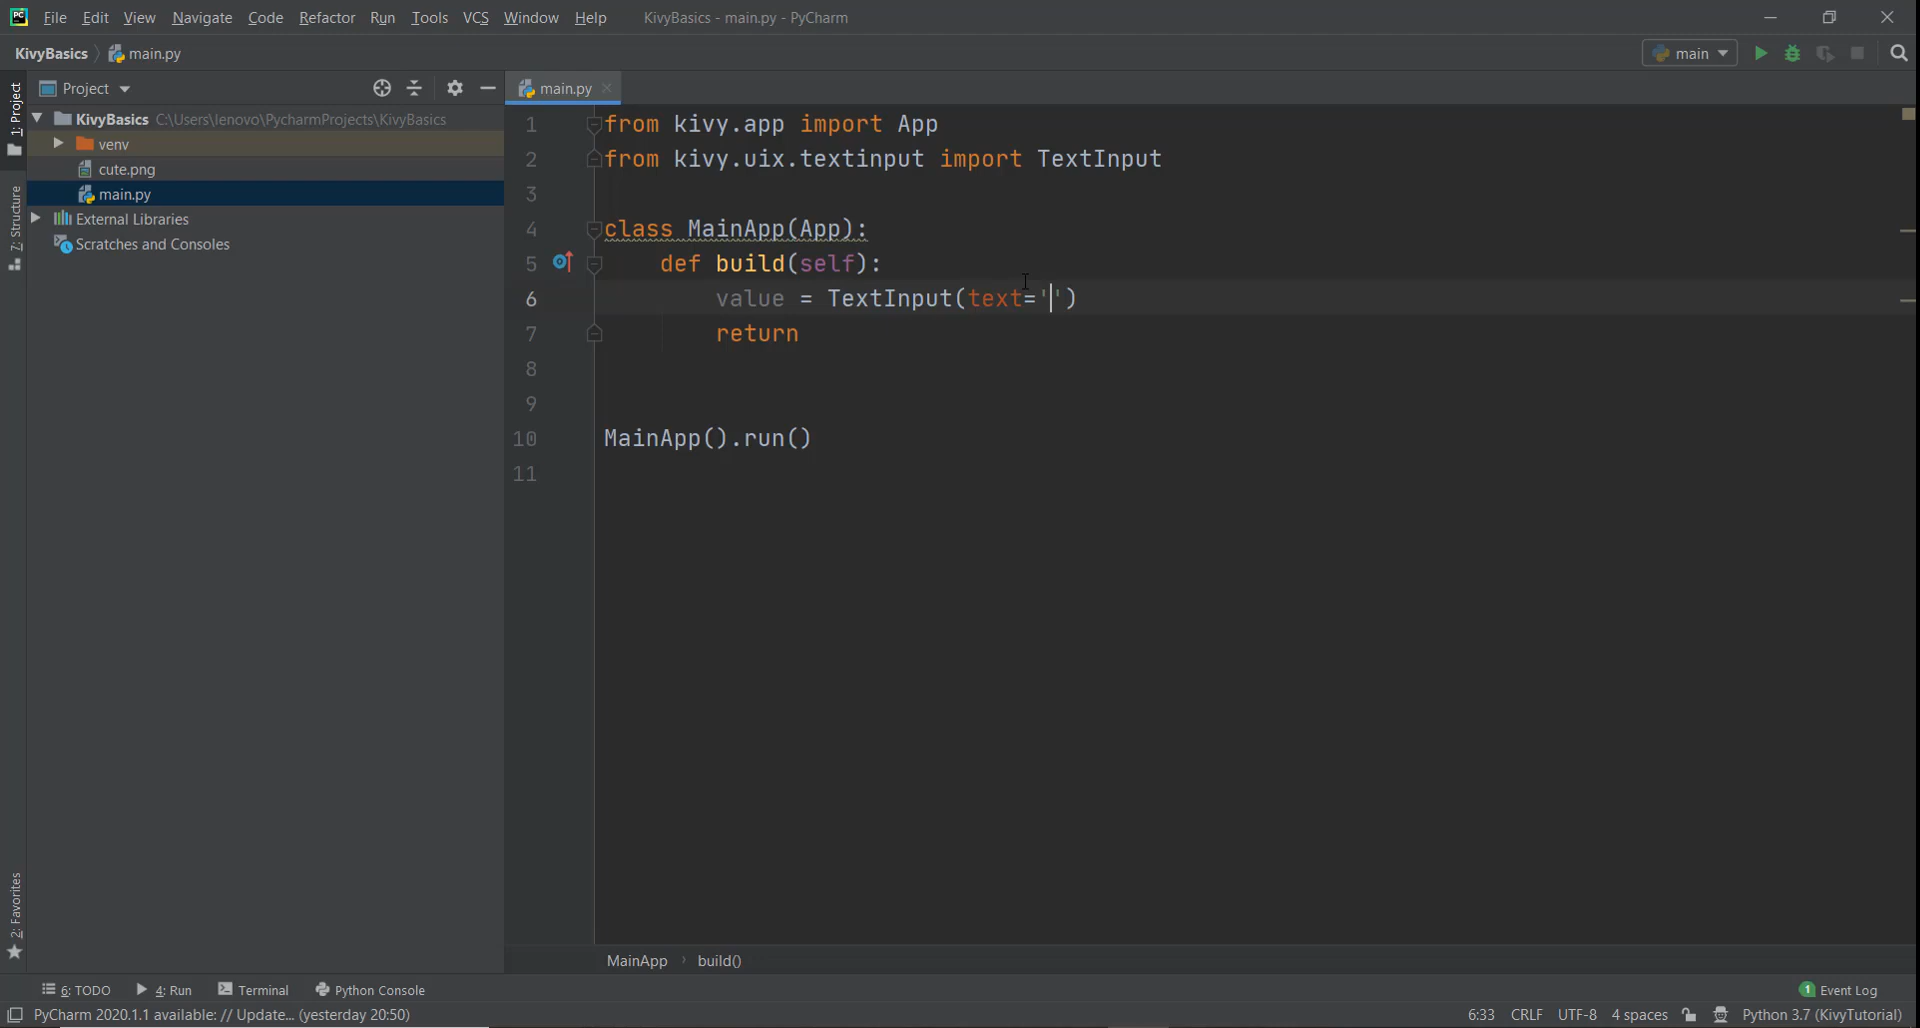 File Edit View Navigate Code Refactor Run Tools VCS Window Help KivyBasics - main.py - PyCharm
KivyBasics main.py main
1: Project
Project
main.py
KivyBasics C:\Users\lenovo\PycharmProjects\KivyBasics
venv
cute.png
main.py
External Libraries
Scratches and Consoles
7: Structure
2: Favorites
1 from kivy.app import App
2 from kivy.uix.textinput import TextInput
3
4 class MainApp(App):
5 def build(self):
6 value = TextInput(text='')
7 return
8
9
10 MainApp().run()
11
MainApp build()
6: TODO 4: Run Terminal Python Console 1 Event Log
PyCharm 2020.1.1 available: // Update... (yesterday 20:50) 6:33 CRLF UTF-8 4 spaces Python 3.7 (KivyTutorial)